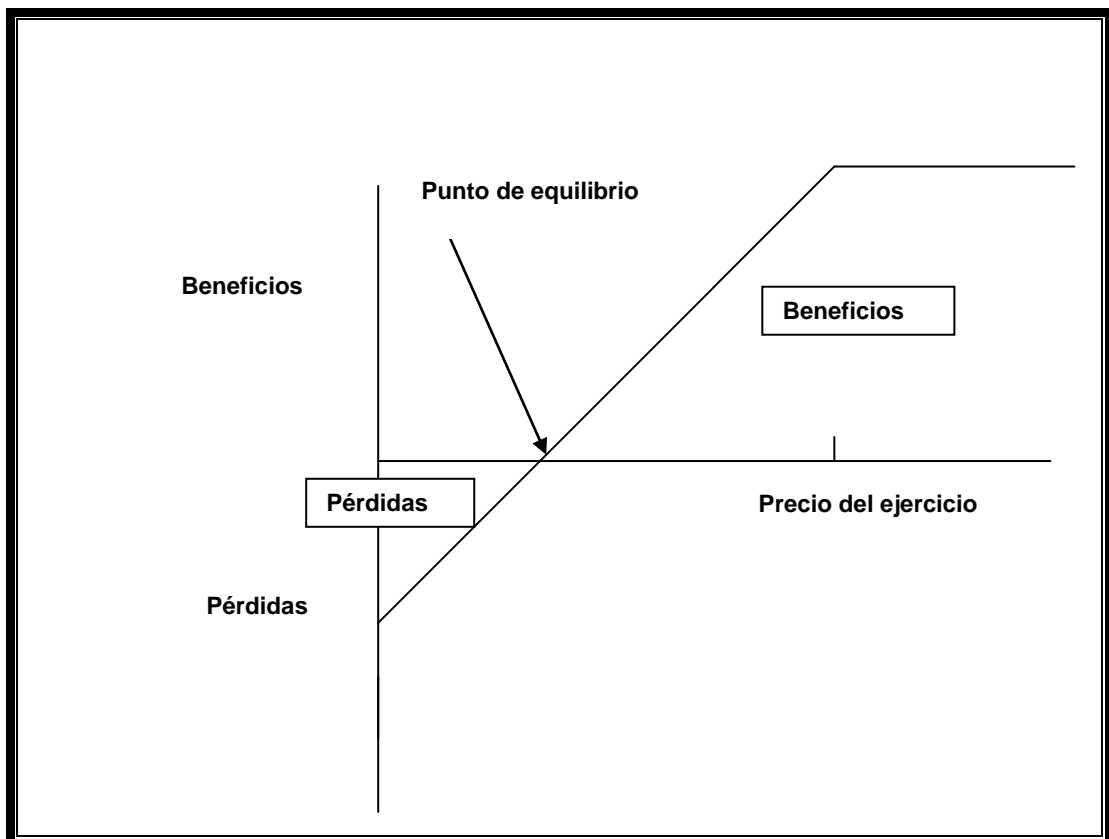 Punto de equilibrio
Beneficios
Beneficios
Pérdidas
Precio del ejercicio
Pérdidas